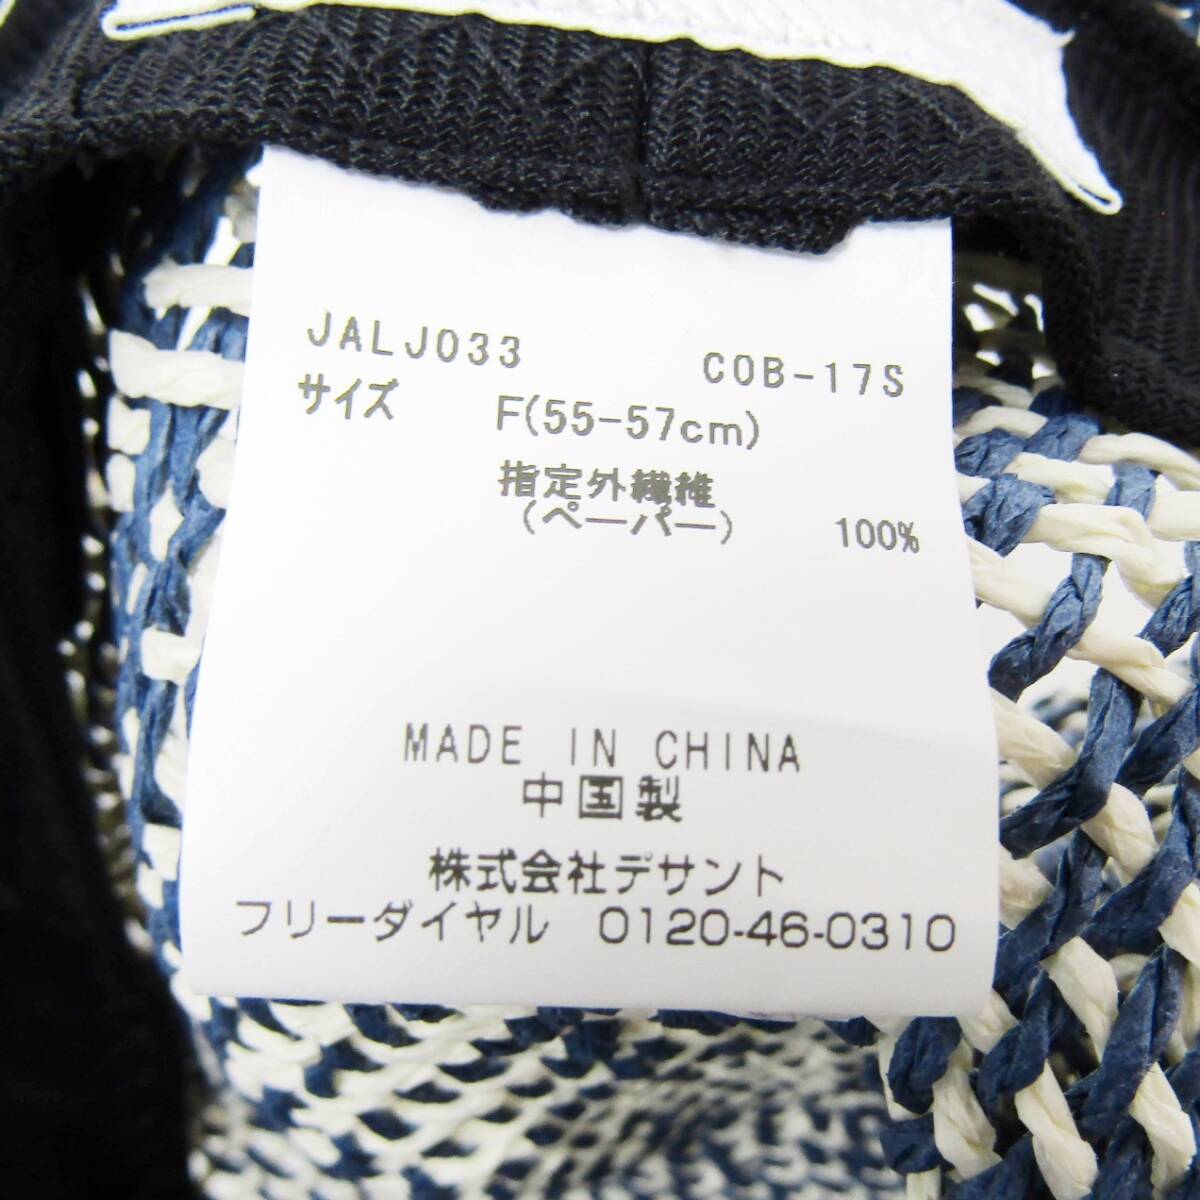 JALJ033 COB-17S
サイズ F(55-57cm)
指定外繊維
(ペーパー) 100%
MADE IN CHINA
中国製
株式会社デサント
フリーダイヤル 0120-46-0310